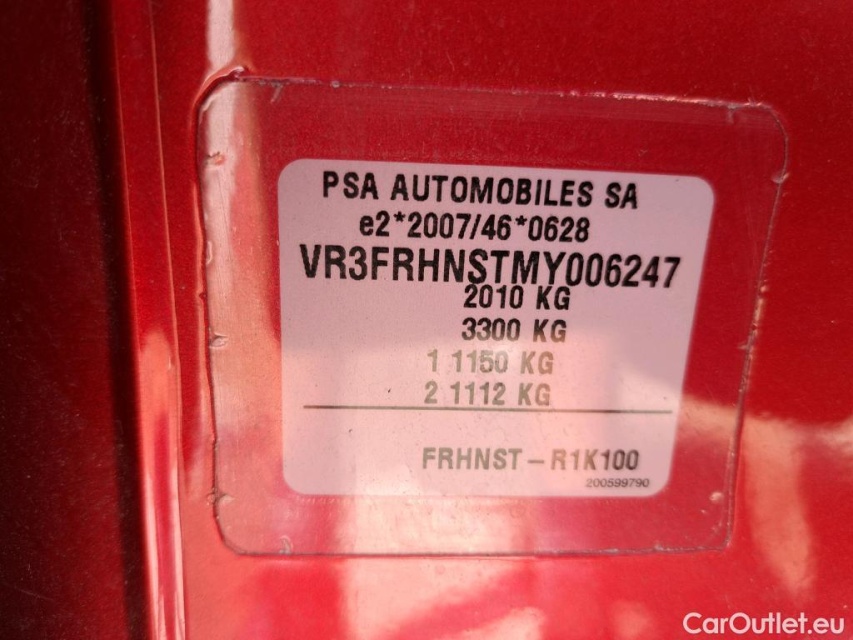 PSA AUTOMOBILES SA
e2*2007/46*0628
VR3FRHNSTMY006247
2010 KG
3300 KG
1 1150 KG
2 1112 KG
FRHNST-R1K100
200599790
CarOutlet.eu